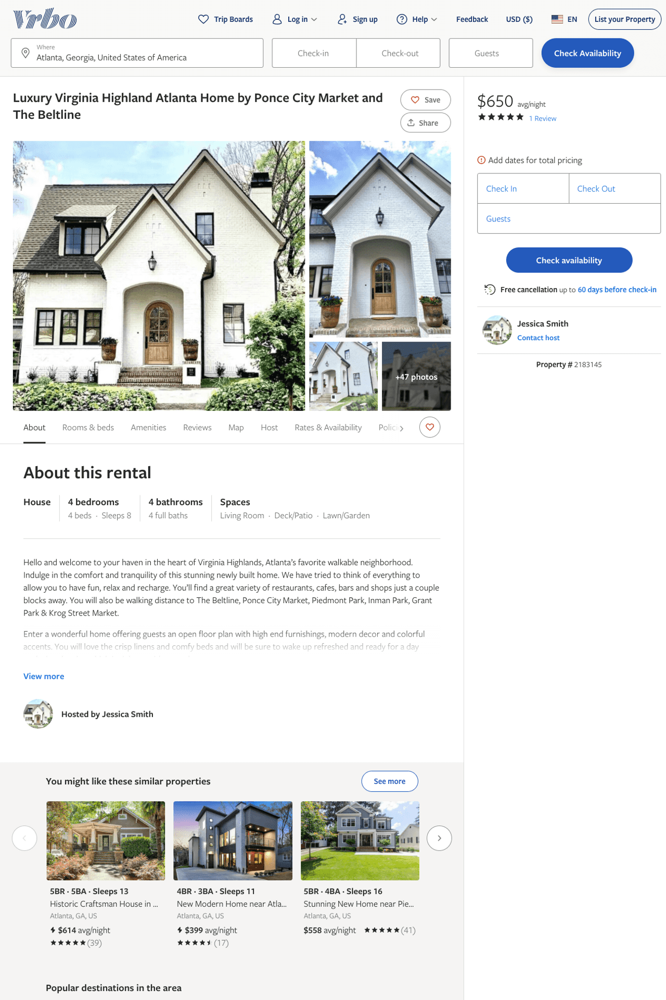 Vrbo
Trip Boards
Log in
Sign up
Help
Feedback
USD ($)
EN
List your Property
Where
Atlanta, Georgia, United States of America
Check-in
Check-out
Guests
Check Availability
Luxury Virginia Highland Atlanta Home by Ponce City Market and
The Beltline
Save
Share
+47 photos
$650 avg/night
1 Review
Add dates for total pricing
Check In
Check Out
Guests
Check availability
Free cancellation up to 60 days before check-in
Jessica Smith
Contact host
Property # 2183145
About
Rooms & beds
Amenities
Reviews
Map
Host
Rates & Availability
Polici
About this rental
House
4 bedrooms
4 beds · Sleeps 8
4 bathrooms
4 full baths
Spaces
Living Room · Deck/Patio · Lawn/Garden
Hello and welcome to your haven in the heart of Virginia Highlands, Atlanta’s favorite walkable neighborhood.
Indulge in the comfort and tranquility of this stunning newly built home. We have tried to think of everything to
allow you to have fun, relax and recharge. You’ll find a great variety of restaurants, cafes, bars and shops just a couple
blocks away. You will also be walking distance to The Beltline, Ponce City Market, Piedmont Park, Inman Park, Grant
Park & Krog Street Market.
Enter a wonderful home offering guests an open floor plan with high end furnishings, modern decor and colorful
accents. You will love the crisp linens and comfy beds and will be sure to wake up refreshed and ready for a day
View more
Hosted by Jessica Smith
You might like these similar properties
See more
5BR · 5BA · Sleeps 13
Historic Craftsman House in ...
Atlanta, GA, US
$614 avg/night
(39)
4BR · 3BA · Sleeps 11
New Modern Home near Atla...
Atlanta, GA, US
$399 avg/night
(17)
5BR · 4BA · Sleeps 16
Stunning New Home near Pie...
Atlanta, GA, US
$558 avg/night
(41)
Popular destinations in the area